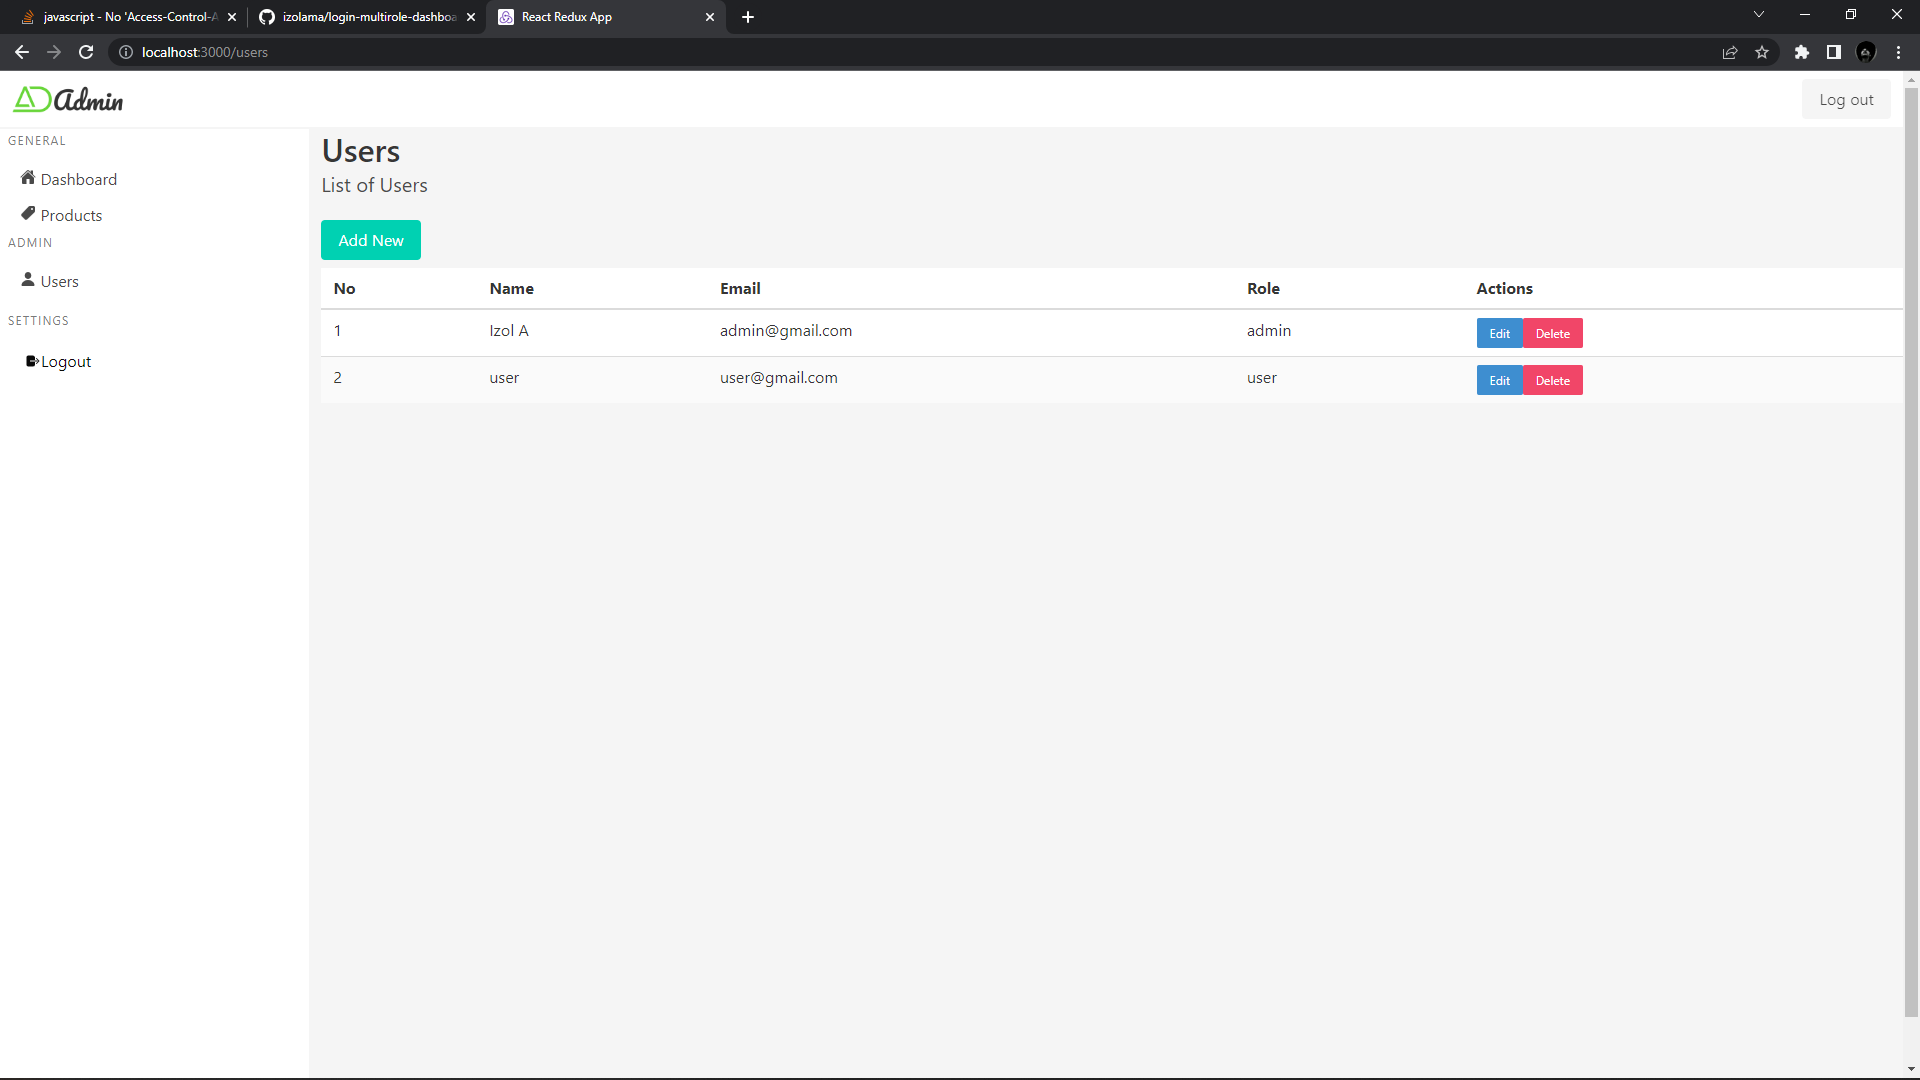 javascript - No 'Access-Control-A
izolama/login-multirole-dashboa
React Redux App
localhost:3000/users
Admin
Log out
GENERAL
Dashboard
Products
ADMIN
Users
SETTINGS
Logout
Users
List of Users
Add New
No Name Email Role Actions
1 Izol A admin@gmail.com admin Edit Delete
2 user user@gmail.com user Edit Delete